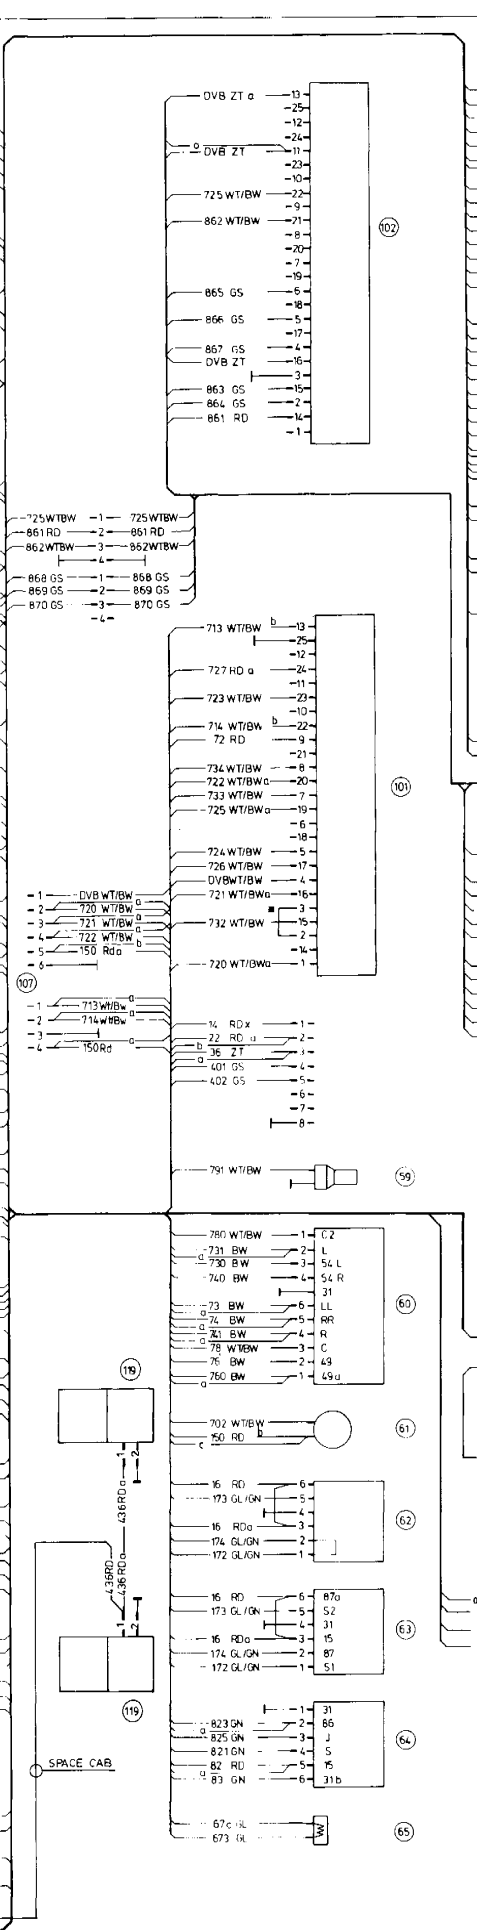 DVB ZT a -13-
-25-
-12-
-24-
a DVB ZT -11-
-23-
-10-
725 WT/BW -22-
-9-
862 WT/BW -21-
102
-8-
-20-
-7-
-19-
865 GS -6-
-18-
866 GS -5-
-17-
867 GS -4-
DVB ZT -16-
3
863 GS -15-
864 GS -2-
861 RD -14-
-1-
725WTBW -1- 725WTBW
861 RD -2- 861 RD
862WTBW -3- 862WTBW
4
868 GS -1- 868 GS
869 GS -2- 869 GS
870 GS -3- 870 GS
-4-
713 WT/BW b -13-
-25-
-12-
727 RD a -24-
-11-
723 WT/BW -23-
-10-
714 WT/BW b -22-
72 RD -9-
-21-
734 WT/BW -8-
722 WT/BWa -20-
101
733 WT/BW -7-
725 WT/BWa -19-
-6-
-18-
724 WT/BW -5-
726 WT/BW -17-
DVBWT/BW -4-
721 WT/BWa -16-
3
732 WT/BW 15
2
-14-
720 WT/BWa -1-
-1- DVB WT/BW
-2- 720 WT/BW a
-3- 721 WT/BW a
-4- 722 WT/BW a
-5- 150 Rda b
-6-
107
-1- 713Wt/Bw a
-2- 714Wt/Bw a
-3-
-4- 150Rd a
14 RDx -1-
22 RD a -2-
b 36 ZT -3-
a 401 GS -4-
402 GS -5-
-6-
-7-
8-
791 WT/BW 59
780 WT/BW -1- C2
731 BW -2- L
a 730 BW -3- 54 L
740 BW -4- 54 R
31
73 BW -6- LL
60
a 74 BW -5- RR
a 741 BW -4- R
a 78 WT/BW -3- C
76 BW -2- 49
760 BW -1- 49a
a
119
702 WT/BW 61
150 RD b
c
1 2
436RDa
16 RD 6
173 GL/GN 5
4 62
16 RDa 3
174 GL/GN -2-
172 GL/GN -1-
436RD
436RDa
1 2
16 RD 6 87a
173 GL/GN 5 S2
4 31 63
16 RDa 3 15
174 GL/GN -2- 87
172 GL/GN -1- S1
119
1 31
823 GN -2- 86
a 825GN -3- J 64
821GN -4- S
82 RD -5- 15
a 83 GN -6- 31b
SPACE CAB
GL 65
673 GL
a